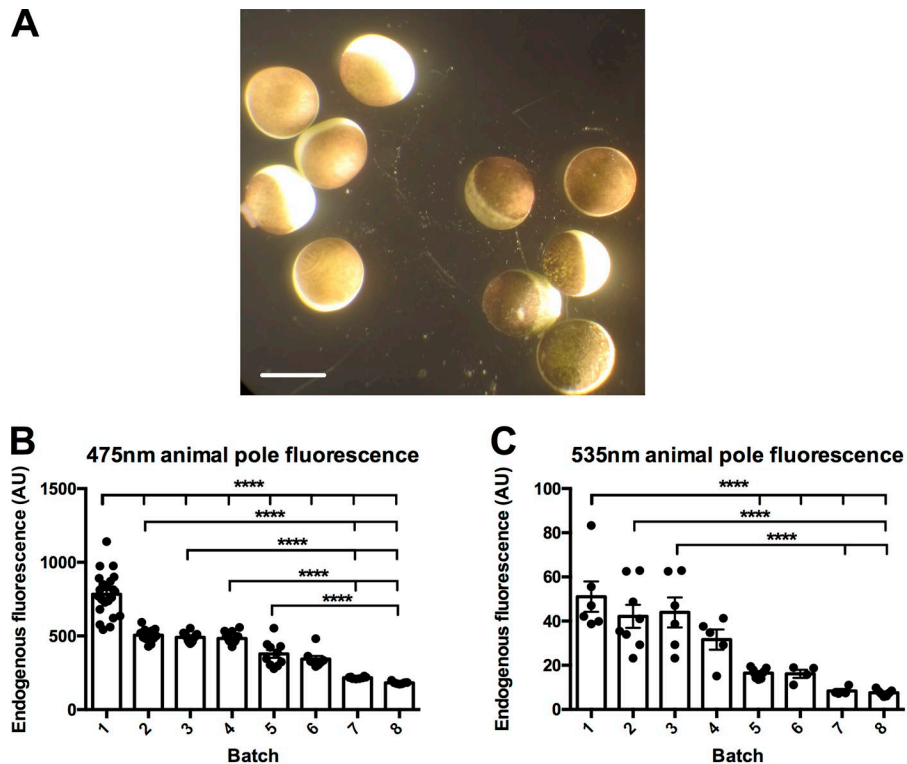 A
B
475nm animal pole fluorescence
Endogenous fluorescence (AU)
1500
1000
500
0
****
****
****
****
****
1 2 3 4 5 6 7 8
Batch
C
535nm animal pole fluorescence
Endogenous fluorescence (AU)
100
80
60
40
20
0
****
****
****
1 2 3 4 5 6 7 8
Batch